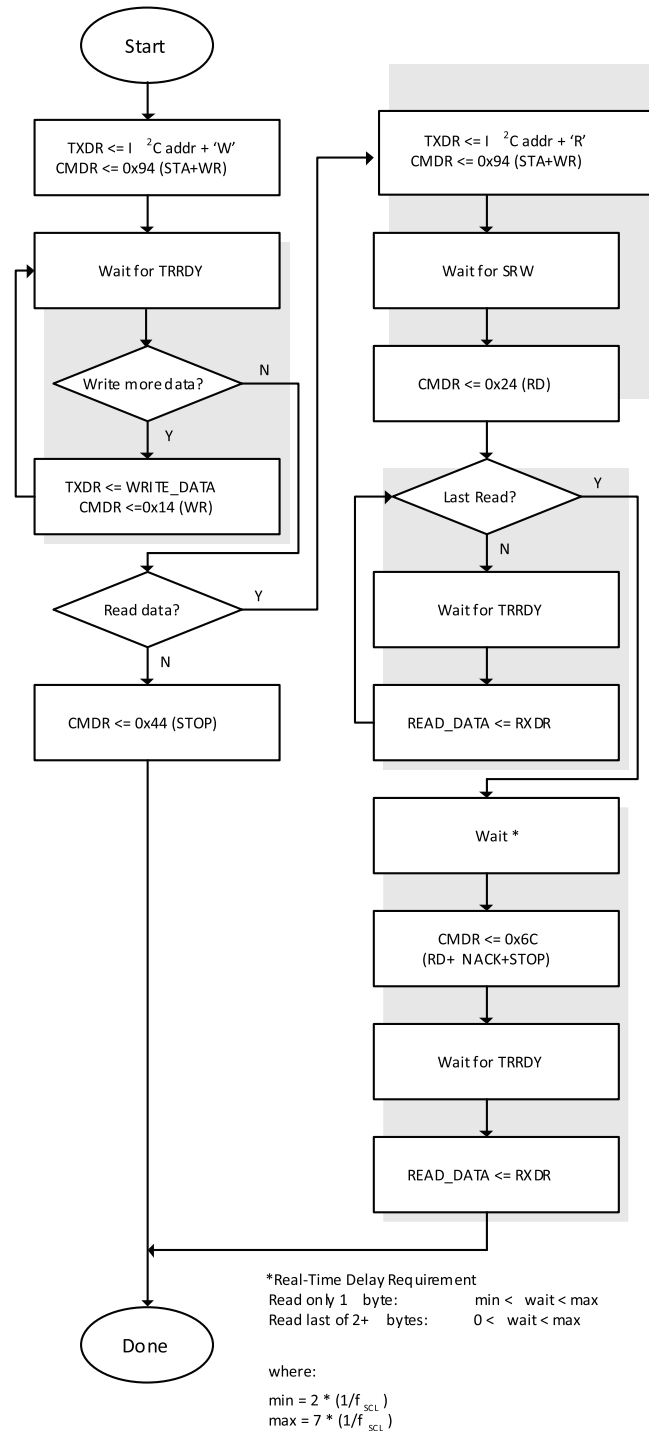 Start
TXDR <= I 2C addr + ‘W’
CMDR <= 0x94 (STA+WR)
Wait for TRRDY
Write more data?
N
Y
TXDR <= WRITE_DATA
CMDR <=0x14 (WR)
Read data?
Y
N
CMDR <= 0x44 (STOP)
TXDR <= I 2C addr + ‘R’
CMDR <= 0x94 (STA+WR)
Wait for SRW
CMDR <= 0x24 (RD)
Last Read?
Y
N
Wait for TRRDY
READ_DATA <= RXDR
Wait *
CMDR <= 0x6C
(RD+ NACK+STOP)
Wait for TRRDY
READ_DATA <= RXDR
Done
*Real-Time Delay Requirement
Read only 1 byte: min < wait < max
Read last of 2+ bytes: 0 < wait < max
where:
min = 2 * (1/f SCL )
max = 7 * (1/f SCL )